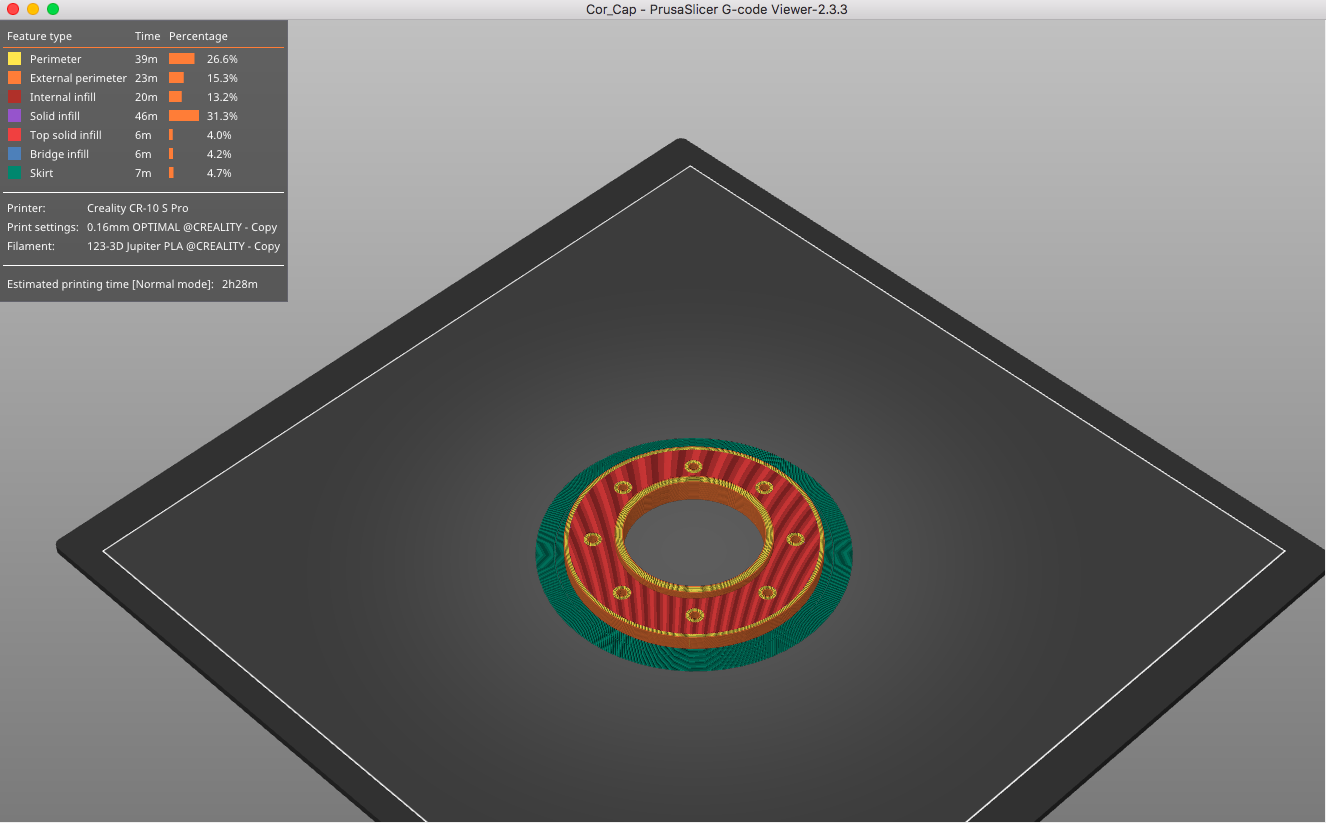 Cor_Cap - PrusaSlicer G-code Viewer-2.3.3
Feature type Time Percentage
Perimeter 39m 26.6%
External perimeter 23m 15.3%
Internal infill 20m 13.2%
Solid infill 46m 31.3%
Top solid infill 6m 4.0%
Bridge infill 6m 4.2%
Skirt 7m 4.7%
Printer: Creality CR-10 S Pro
Print settings: 0.16mm OPTIMAL @CREALITY - Copy
Filament: 123-3D Jupiter PLA @CREALITY - Copy
Estimated printing time [Normal mode]: 2h28m